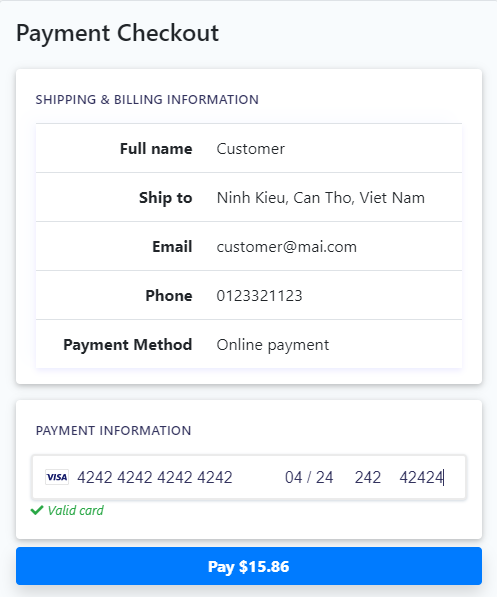 Payment Checkout
SHIPPING & BILLING INFORMATION
Full name Customer
Ship to Ninh Kieu, Can Tho, Viet Nam
Email customer@mai.com
Phone 0123321123
Payment Method Online payment
PAYMENT INFORMATION
VISA 4242 4242 4242 4242 04 / 24 242 42424
Valid card
Pay $15.86